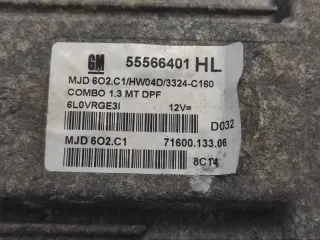 GM 55566401 HL
MJD 6O2.C1/HW04D/3324-C160
COMBO 1.3 MT DPF
6L0VRGE3I 12V=
D032
MJD 6O2.C1 71600.133.06
8C14